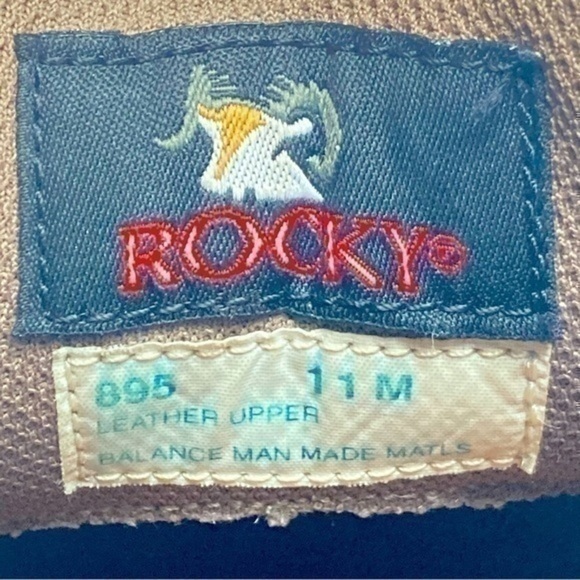 ROCKY®
895 11 M
LEATHER UPPER
BALANCE MAN MADE MATLS